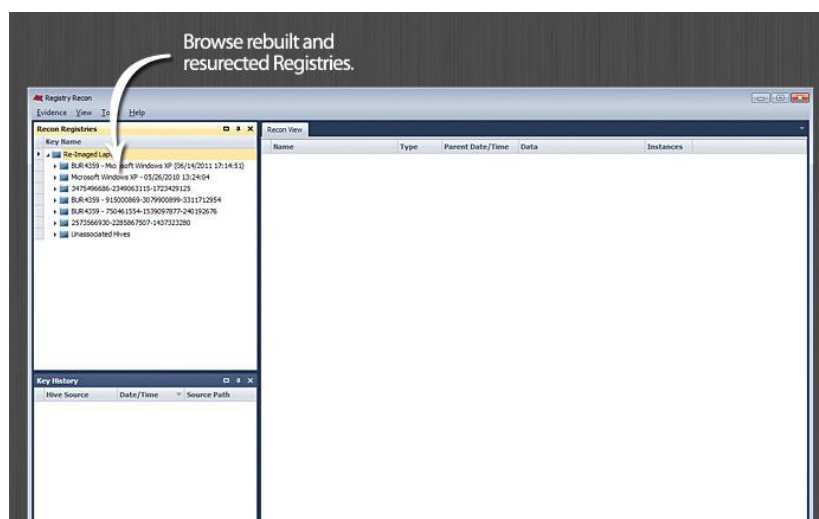 Browse rebuilt and
resurected Registries.
Registry Recon
Evidence View To Help
Recon Registries
Key Name
Re-Imaged Lap
BUR4359 - Microsoft Windows XP (06/14/2011 17:14:51)
Microsoft Windows XP - 05/26/2010 13:24:04
3475496686-2349063115-1723429125
BUR4359 - 915000869-3079900899-3311712954
BUR4359 - 750461554-1539097877-240192676
2573566930-2285867507-1437323280
Unassociated Hives
Recon View
Name Type Parent Date/Time Data Instances
Key History
Hive Source Date/Time Source Path